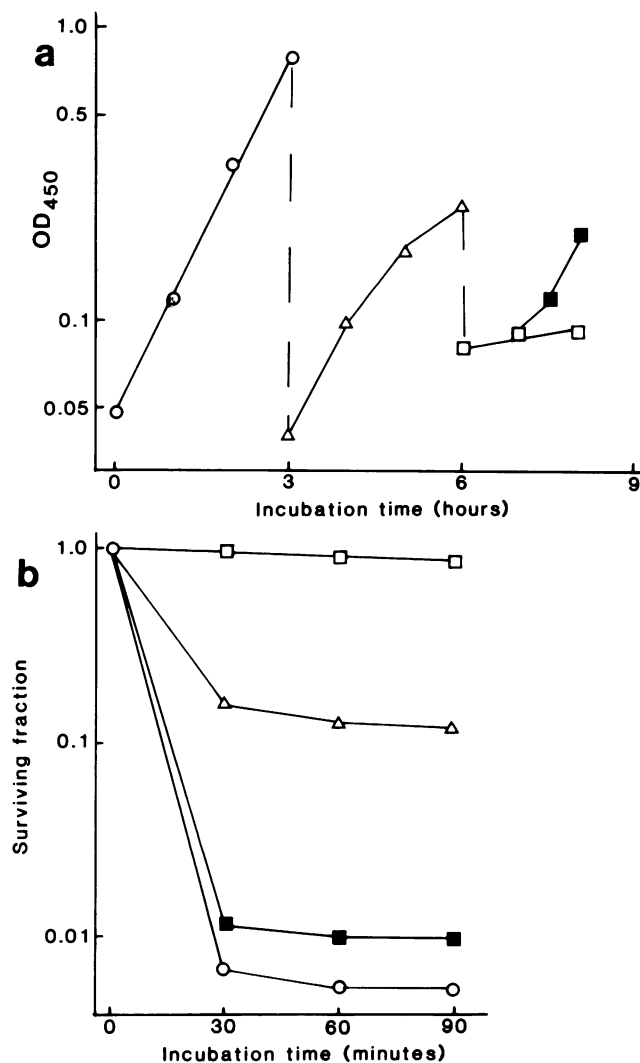 a
1.0
0.5
0.1
0.05
OD450
0
3
6
9
Incubation time (hours)
b
1.0
0.1
0.01
Surviving fraction
0
30
60
90
Incubation time (minutes)